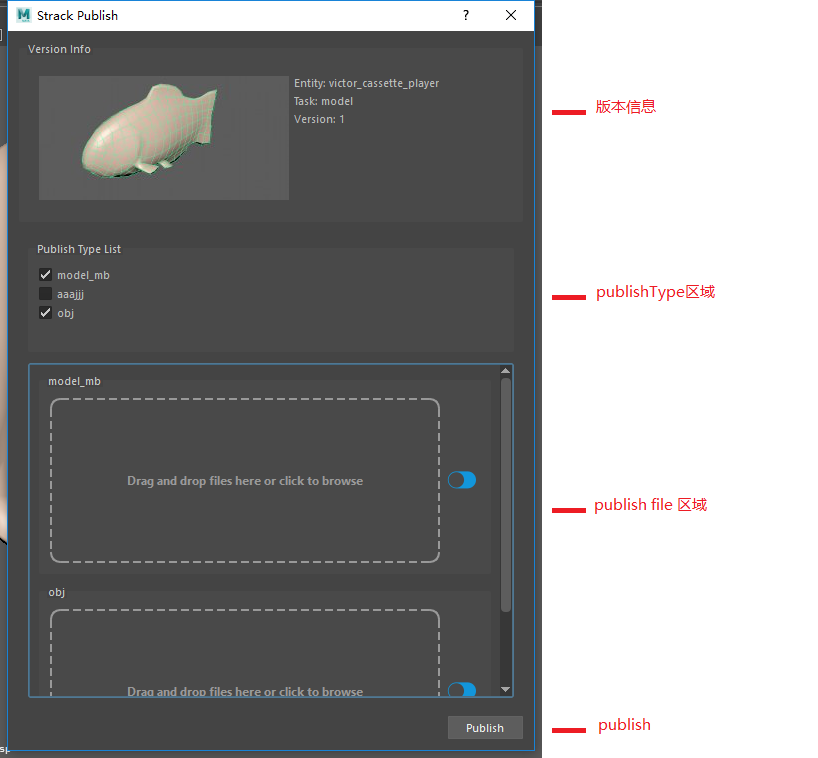 Strack Publish
Version Info
Entity: victor_cassette_player
Task: model
Version: 1
版本信息
Publish Type List
model_mb
aaajjj
obj
publishType区域
model_mb
Drag and drop files here or click to browse
publish file 区域
obj
Drag and drop files here or click to browse
Publish
publish